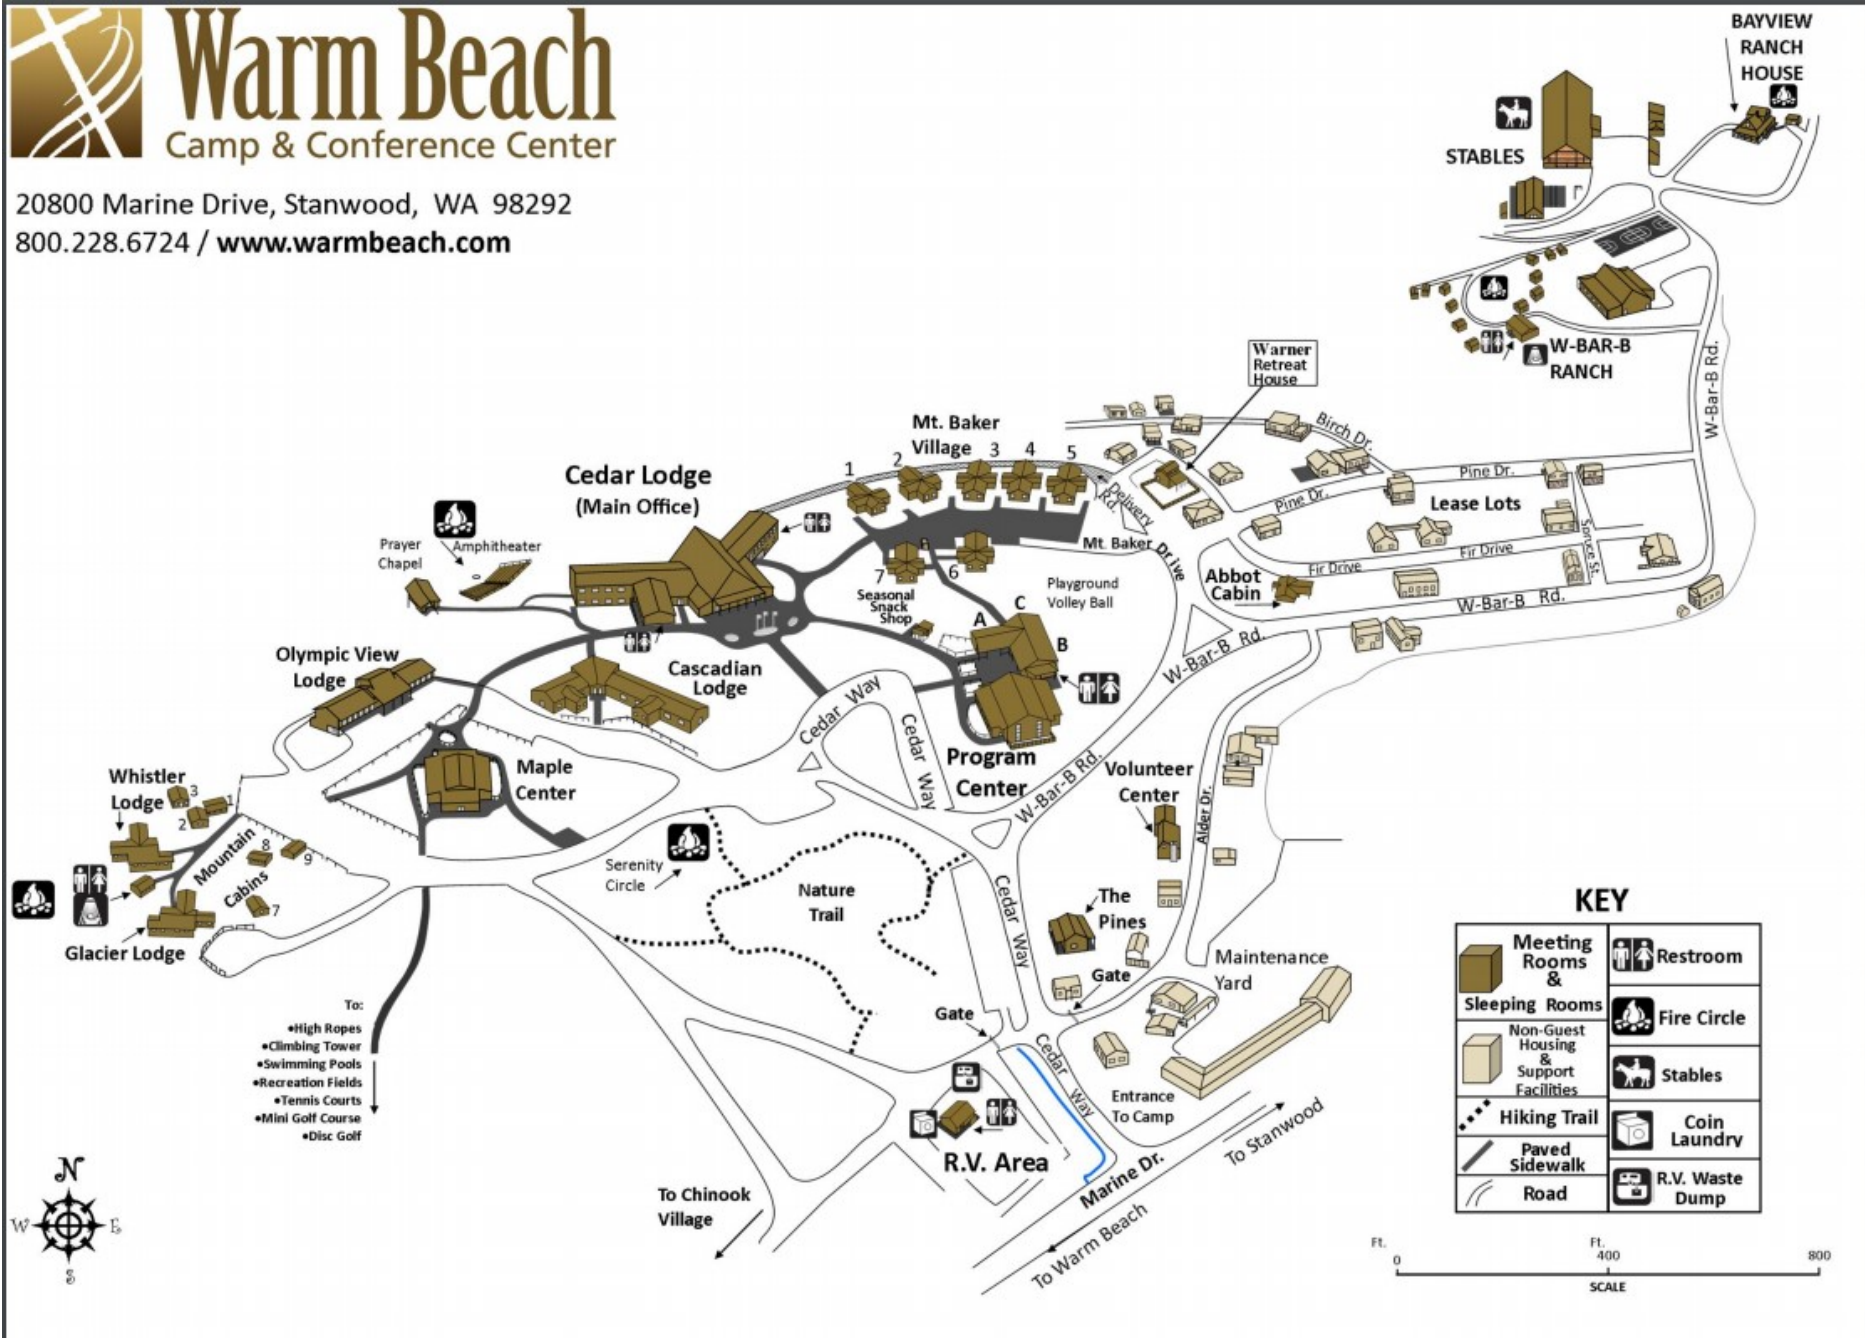 Warm Beach
Camp & Conference Center
20800 Marine Drive, Stanwood, WA 98292
800.228.6724 / www.warmbeach.com
BAYVIEW
RANCH
HOUSE
STABLES
W-BAR-B
RANCH
W-Bar-B Rd.
Warner
Retreat
House
Birch Dr.
Pine Dr.
Pine Dr.
Lease Lots
Spruce St.
Fir Drive
Fir Drive
W-Bar-B Rd.
Abbot
Cabin
Mt. Baker
Village
1
2
3
4
5
Delivery
Rd.
Mt. Baker Drive
7
6
Cedar Lodge
(Main Office)
Prayer
Chapel
Amphitheater
Seasonal
Snack
Shop
Playground
Volley Ball
A
C
B
W-Bar-B Rd.
Olympic View
Lodge
Cascadian
Lodge
Cedar Way
Cedar Way
Program
Center
W-Bar-B Rd.
Maple
Center
Whistler
Lodge
3
1
2
Mountain
Cabins
8
9
7
Glacier Lodge
Volunteer
Center
Alder Dr.
Serenity
Circle
Nature
Trail
Cedar Way
The
Pines
Gate
Maintenance
Yard
Gate
Cedar Way
Entrance
To Camp
To:
•High Ropes
•Climbing Tower
•Swimming Pools
•Recreation Fields
•Tennis Courts
•Mini Golf Course
•Disc Golf
R.V. Area
To Chinook
Village
Marine Dr.
To Stanwood
To Warm Beach
N
W
E
S
KEY
Meeting
Rooms
&
Sleeping Rooms
Non-Guest
Housing
&
Support
Facilities
Hiking Trail
Paved
Sidewalk
Road
Restroom
Fire Circle
Stables
Coin
Laundry
R.V. Waste
Dump
Ft.
0
Ft.
400
800
SCALE